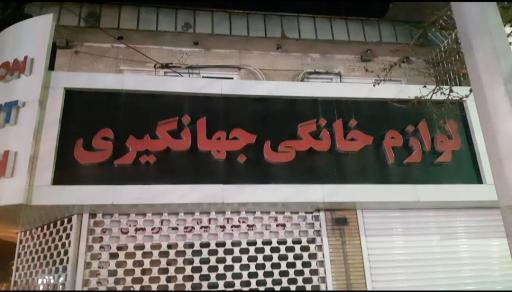 لوازم خانگی جهانگیری